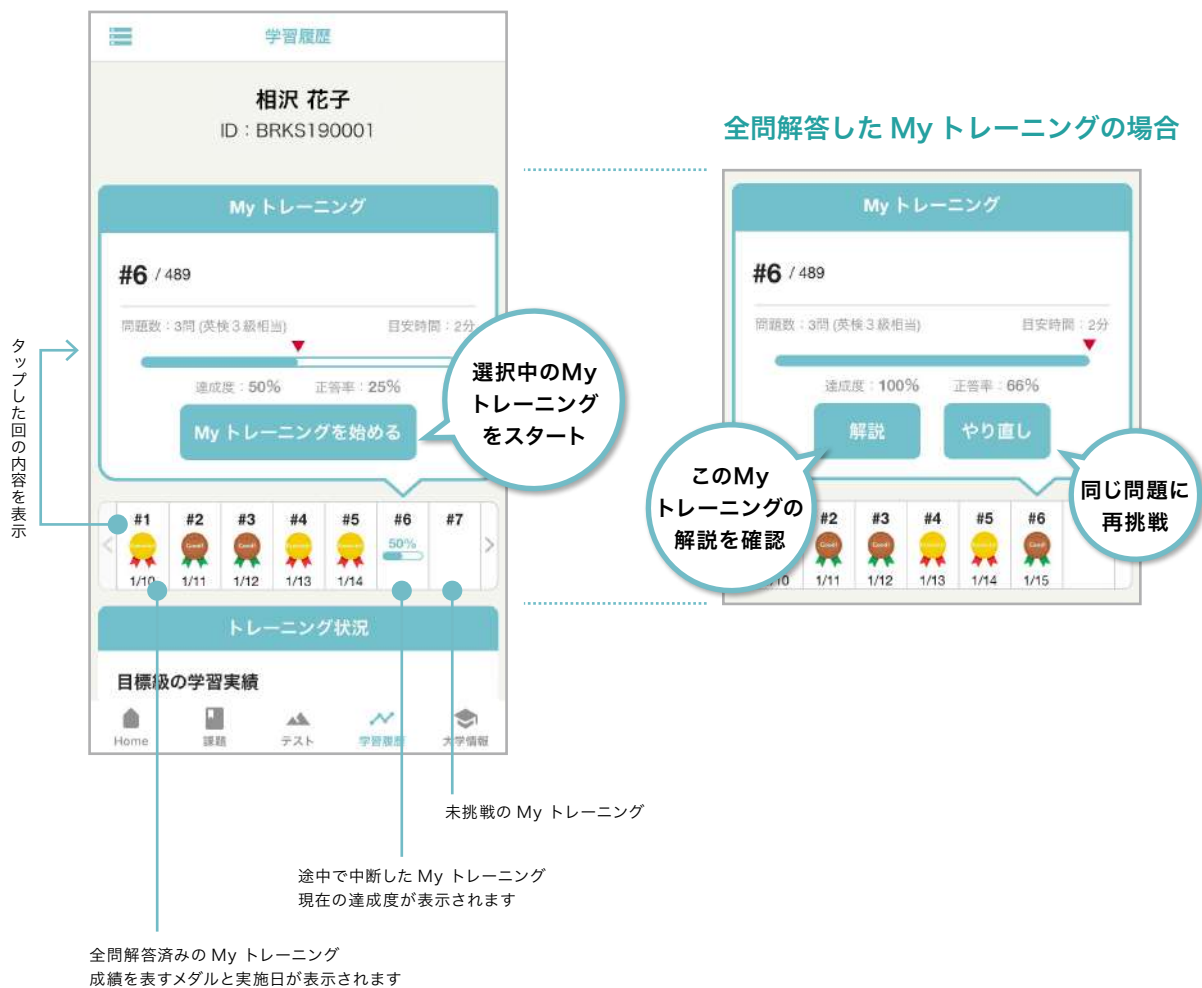 学習履歴
相沢 花子
ID：BRKS190001
My トレーニング
#6 / 489
問題数：3問 (英検３級相当)
目安時間：2分
達成度：50%
正答率：25%
My トレーニングを始める
選択中のMy
トレーニング
をスタート
タップした回の内容を表示
#1
#2
#3
#4
#5
#6
#7
Good!
Good!
50%
1/10
1/11
1/12
1/13
1/14
トレーニング状況
目標級の学習実績
Home
課題
テスト
学習履歴
大学情報
未挑戦の My トレーニング
途中で中断した My トレーニング
現在の達成度が表示されます
全問解答済みの My トレーニング
成績を表すメダルと実施日が表示されます
全問解答した My トレーニングの場合
My トレーニング
#6 / 489
問題数：3問 (英検３級相当)
目安時間：2分
達成度：100%
正答率：66%
解説
やり直し
このMy
トレーニングの
解説を確認
同じ問題に
再挑戦
#2
#3
#4
#5
#6
Good!
Good!
Good!
1/11
1/12
1/13
1/14
1/15